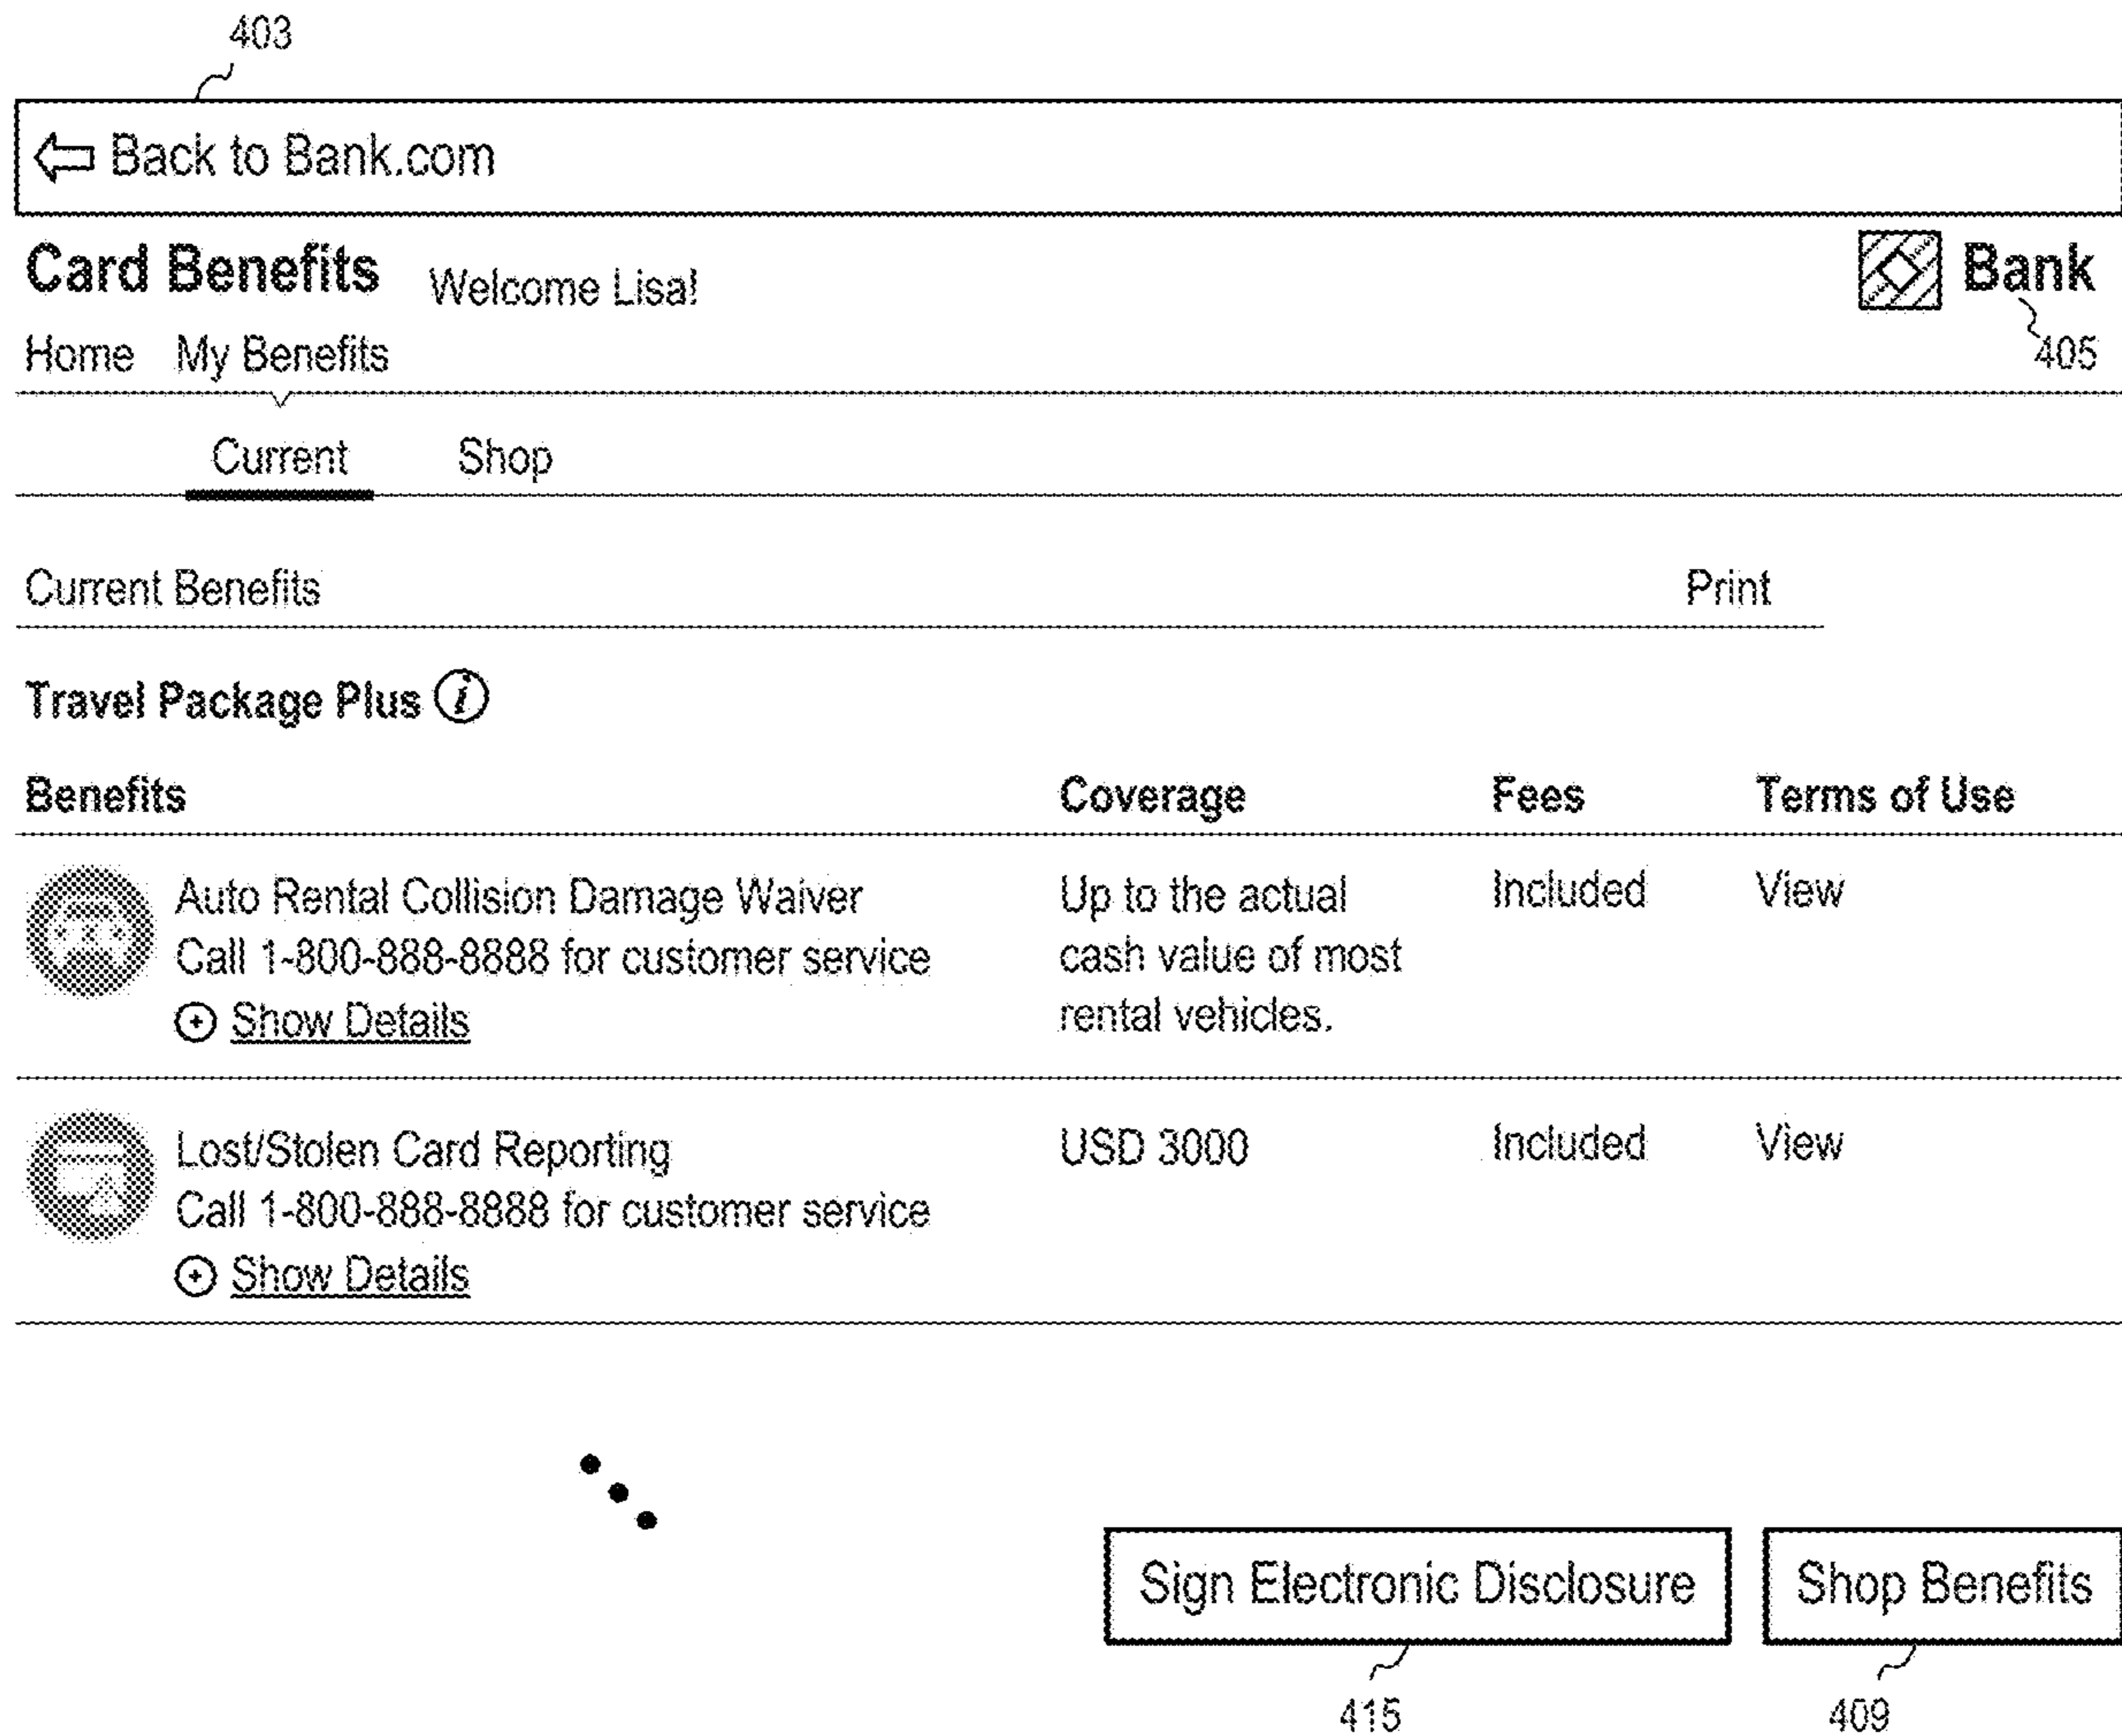 403
Back to Bank.com
Card Benefits Welcome Lisa! Bank
405
Home My Benefits
Current Shop
Current Benefits Print
Travel Package Plus i
Benefits Coverage Fees Terms of Use
Auto Rental Collision Damage Waiver Up to the actual Included View
Call 1-800-888-8888 for customer service cash value of most
Show Details rental vehicles.
Lost/Stolen Card Reporting USD 3000 Included View
Call 1-800-888-8888 for customer service
Show Details
Sign Electronic Disclosure Shop Benefits
415 409